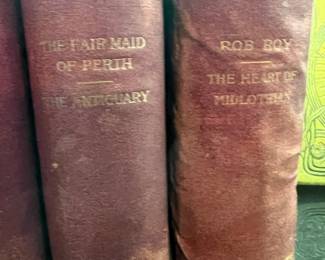 THE FAIR MAID
OF PERTH
THE ANTIQUARY
ROB ROY
THE HEART OF
MIDLOTHIAN